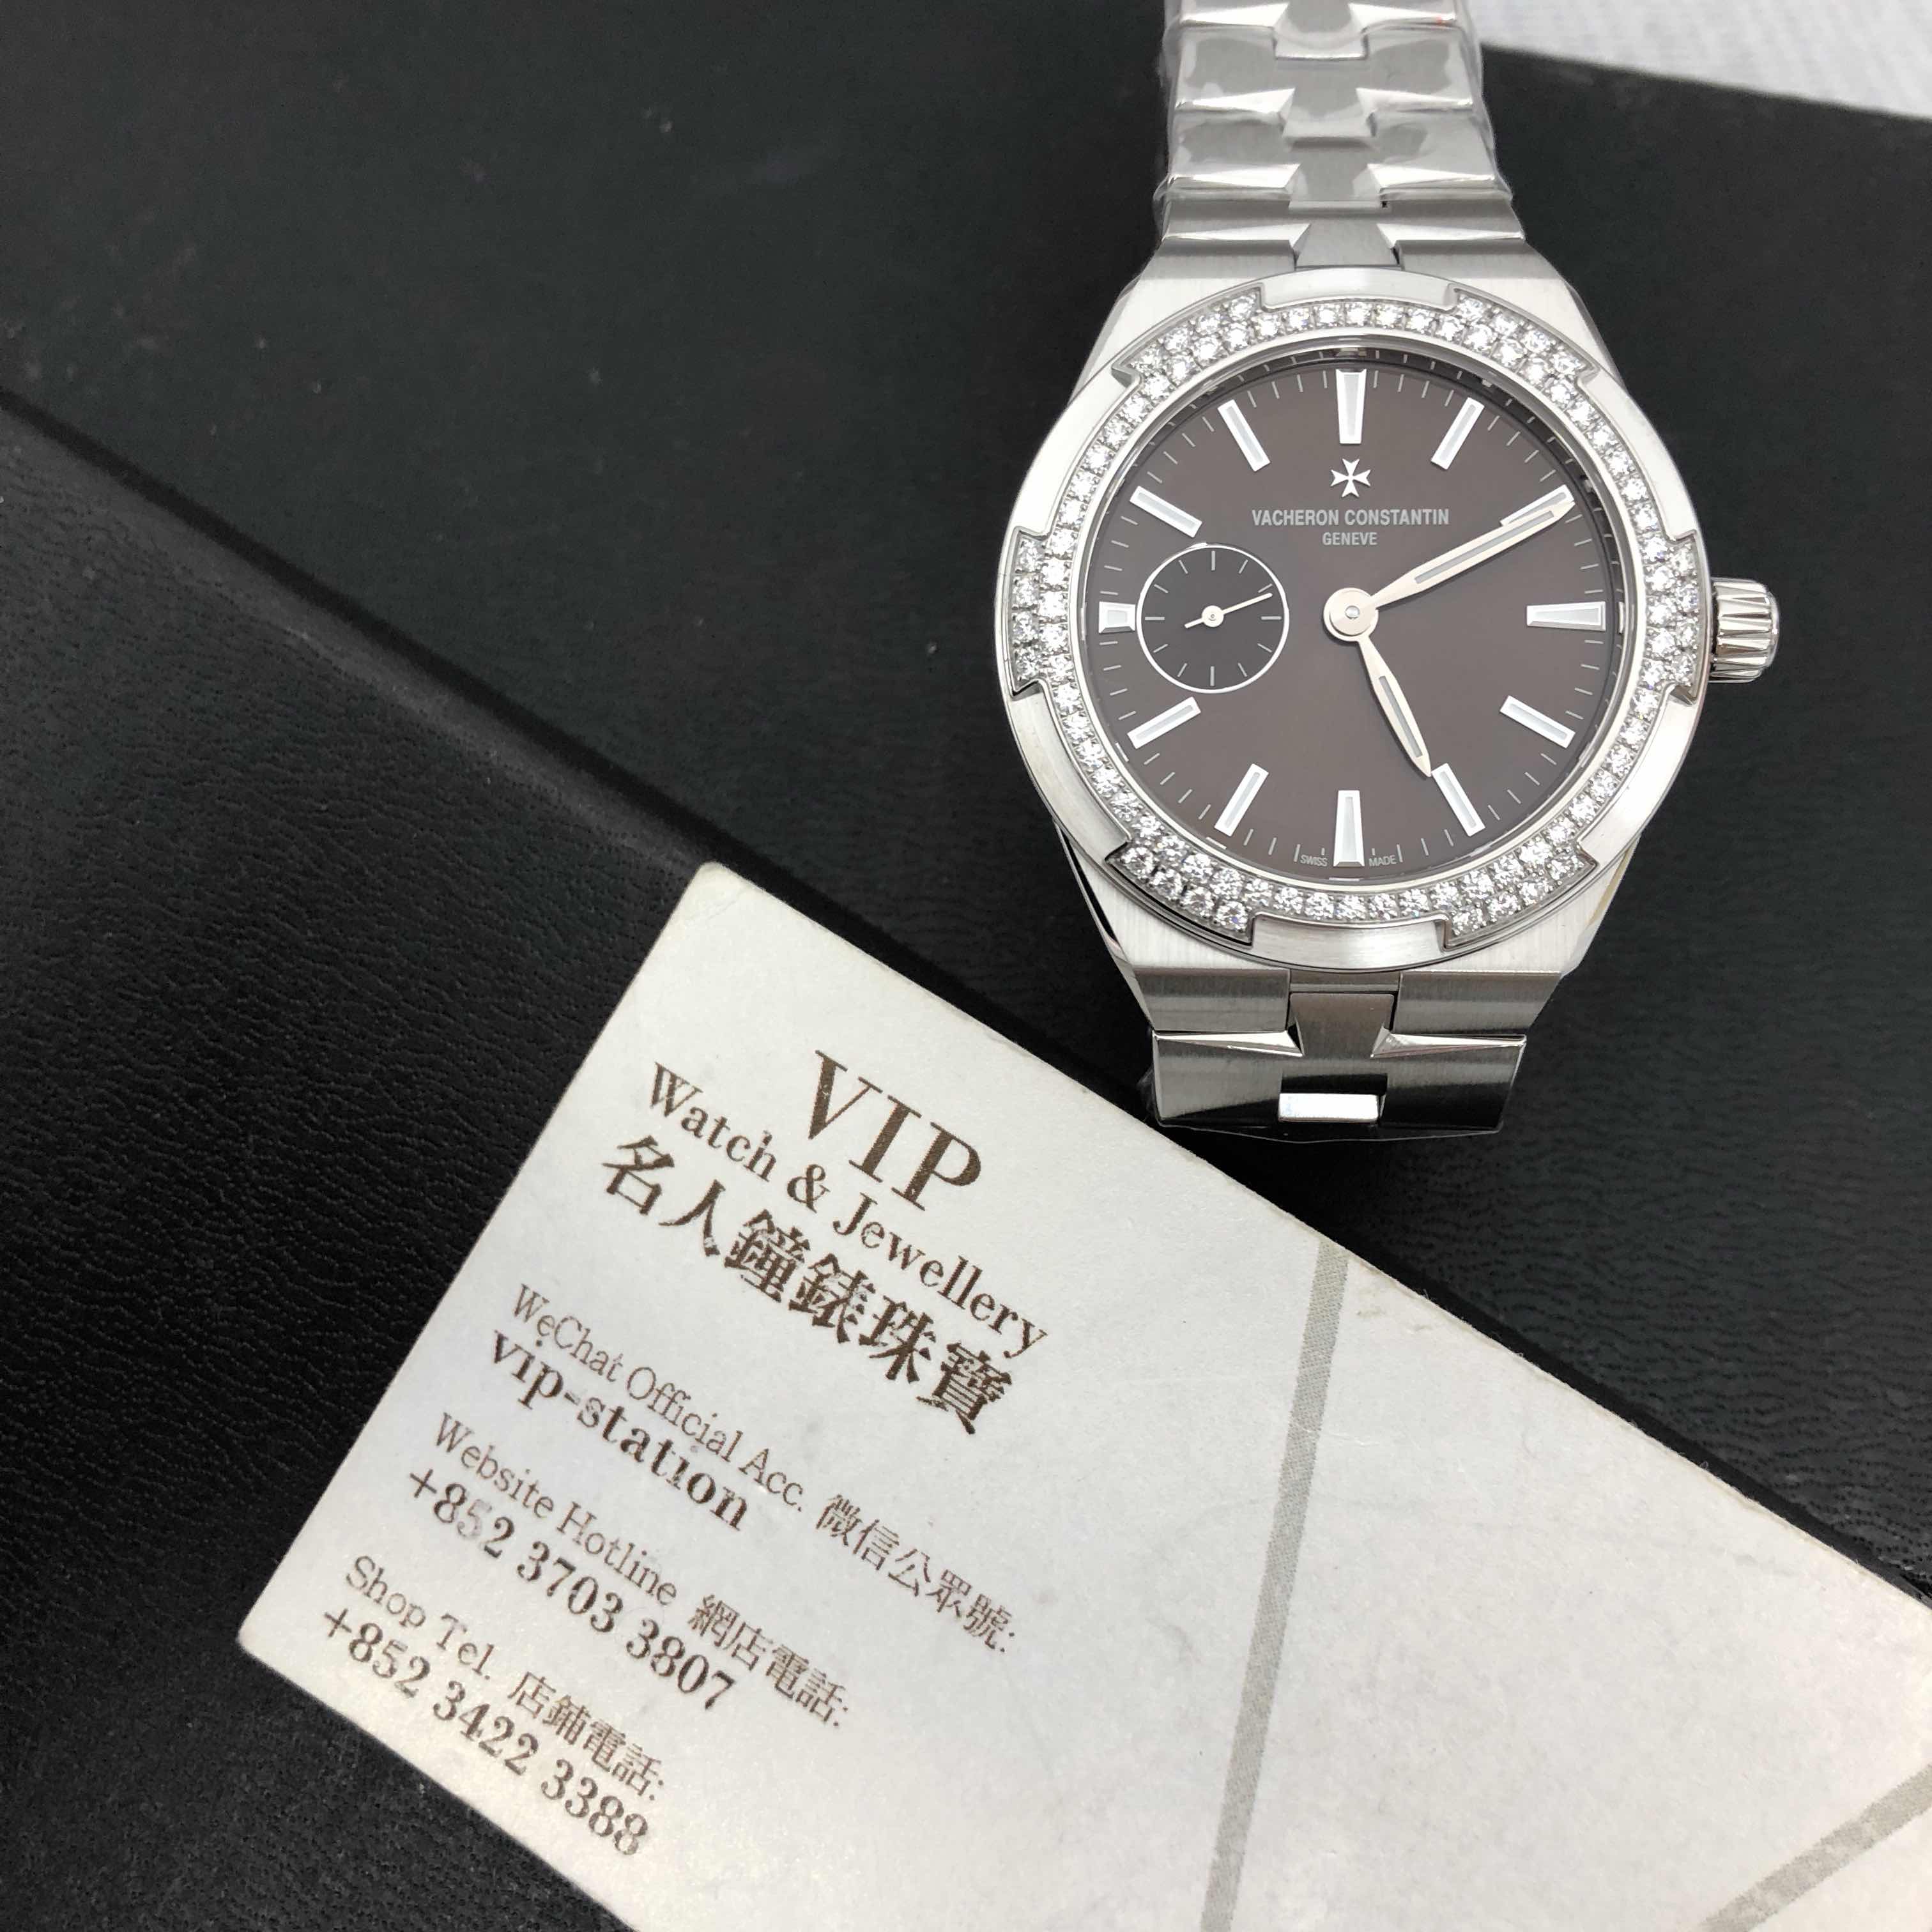 VACHERON CONSTANTIN
GENEVE
SWISS MADE
VIP
Watch & Jewellery
名人鐘錶珠寶
WeChat Official Acc. 微信公眾號:
vip-station
Website Hotline 網店電話:
+852 3703 3807
Shop Tel. 店鋪電話:
+852 3422 3388